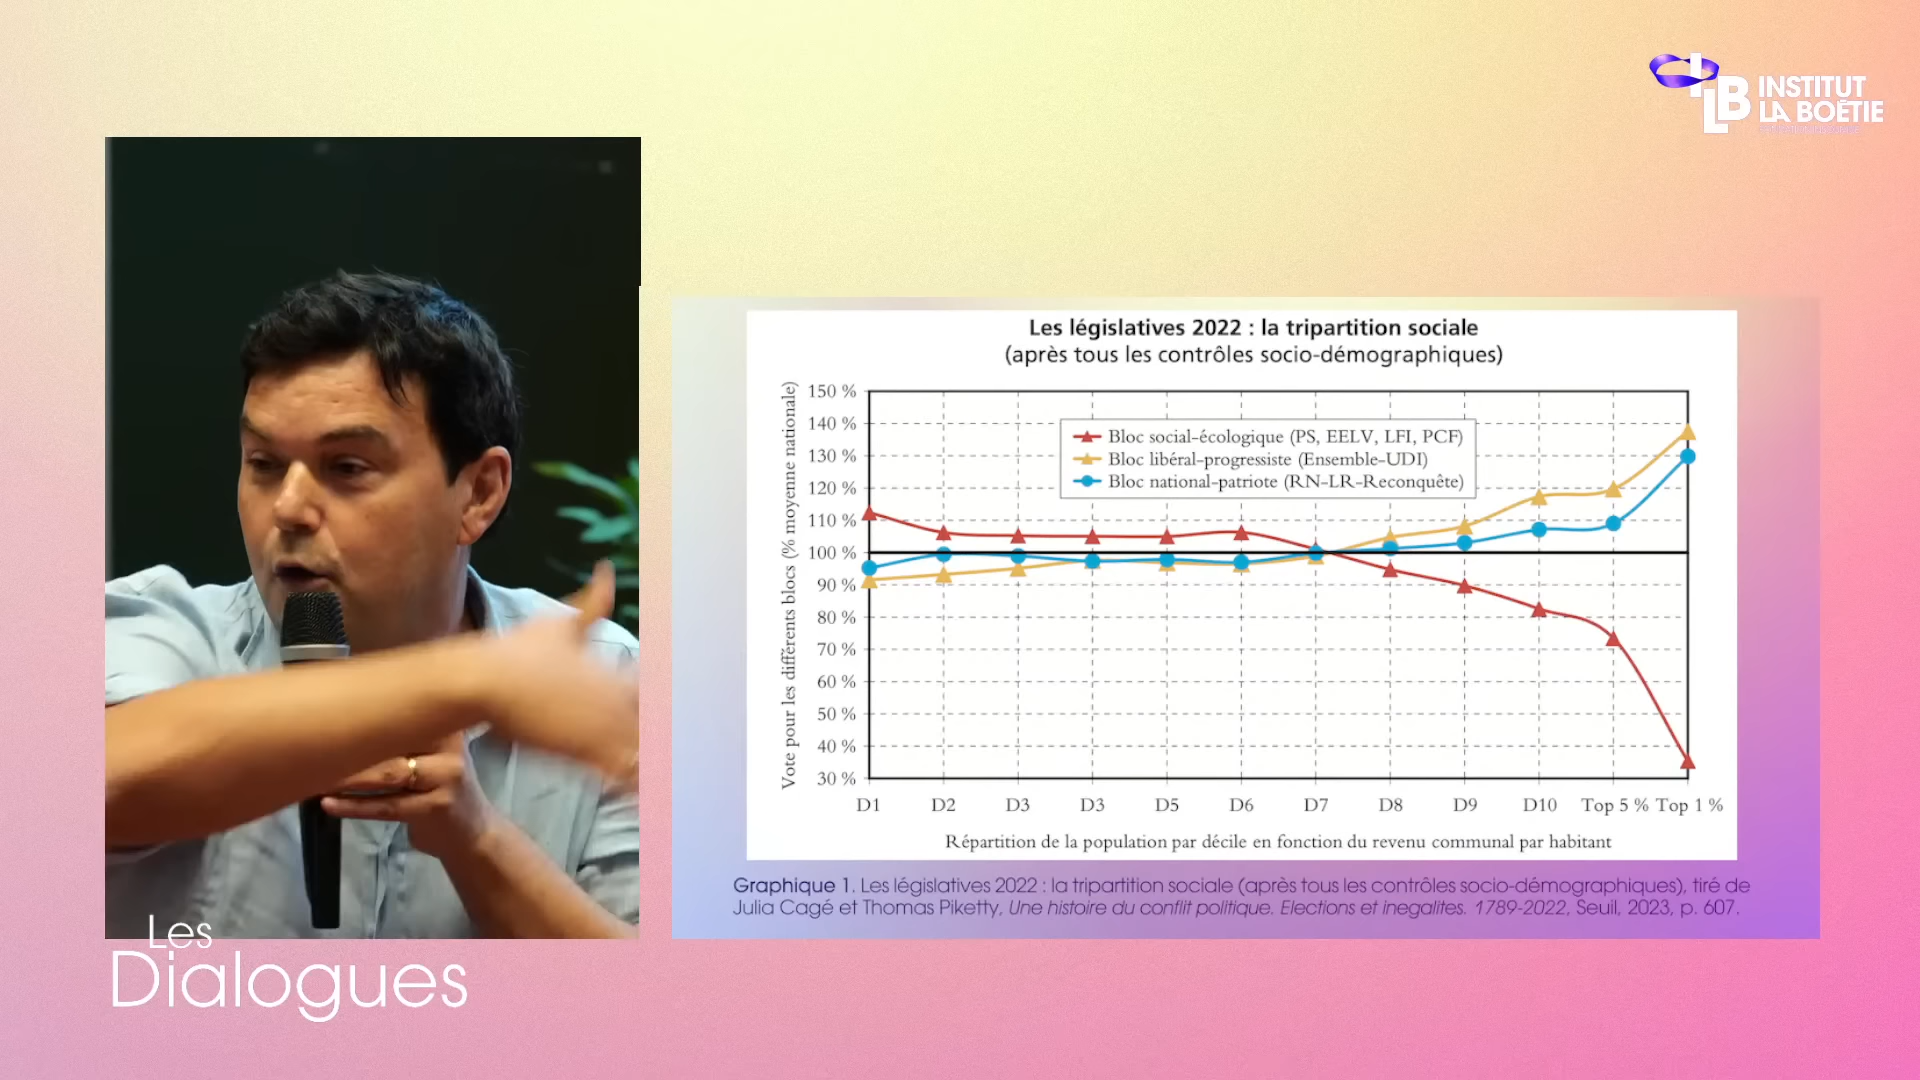 INSTITUT
LA BOÉTIE
Les législatives 2022 : la tripartition sociale
(après tous les contrôles socio-démographiques)
Vote pour les différents blocs (% moyenne nationale)
150 %
140 %
130 %
120 %
110 %
100 %
90 %
80 %
70 %
60 %
50 %
40 %
30 %
Bloc social-écologique (PS, EELV, LFI, PCF)
Bloc libéral-progressiste (Ensemble-UDI)
Bloc national-patriote (RN-LR-Reconquête)
D1 D2 D3 D3 D5 D6 D7 D8 D9 D10 Top 5 % Top 1 %
Répartition de la population par décile en fonction du revenu communal par habitant
Graphique 1. Les législatives 2022 : la tripartition sociale (après tous les contrôles socio-démographiques), tiré de
Julia Cagé et Thomas Piketty, Une histoire du conflit politique. Elections et inegalites. 1789-2022, Seuil, 2023, p. 607.
Les
Dialogues